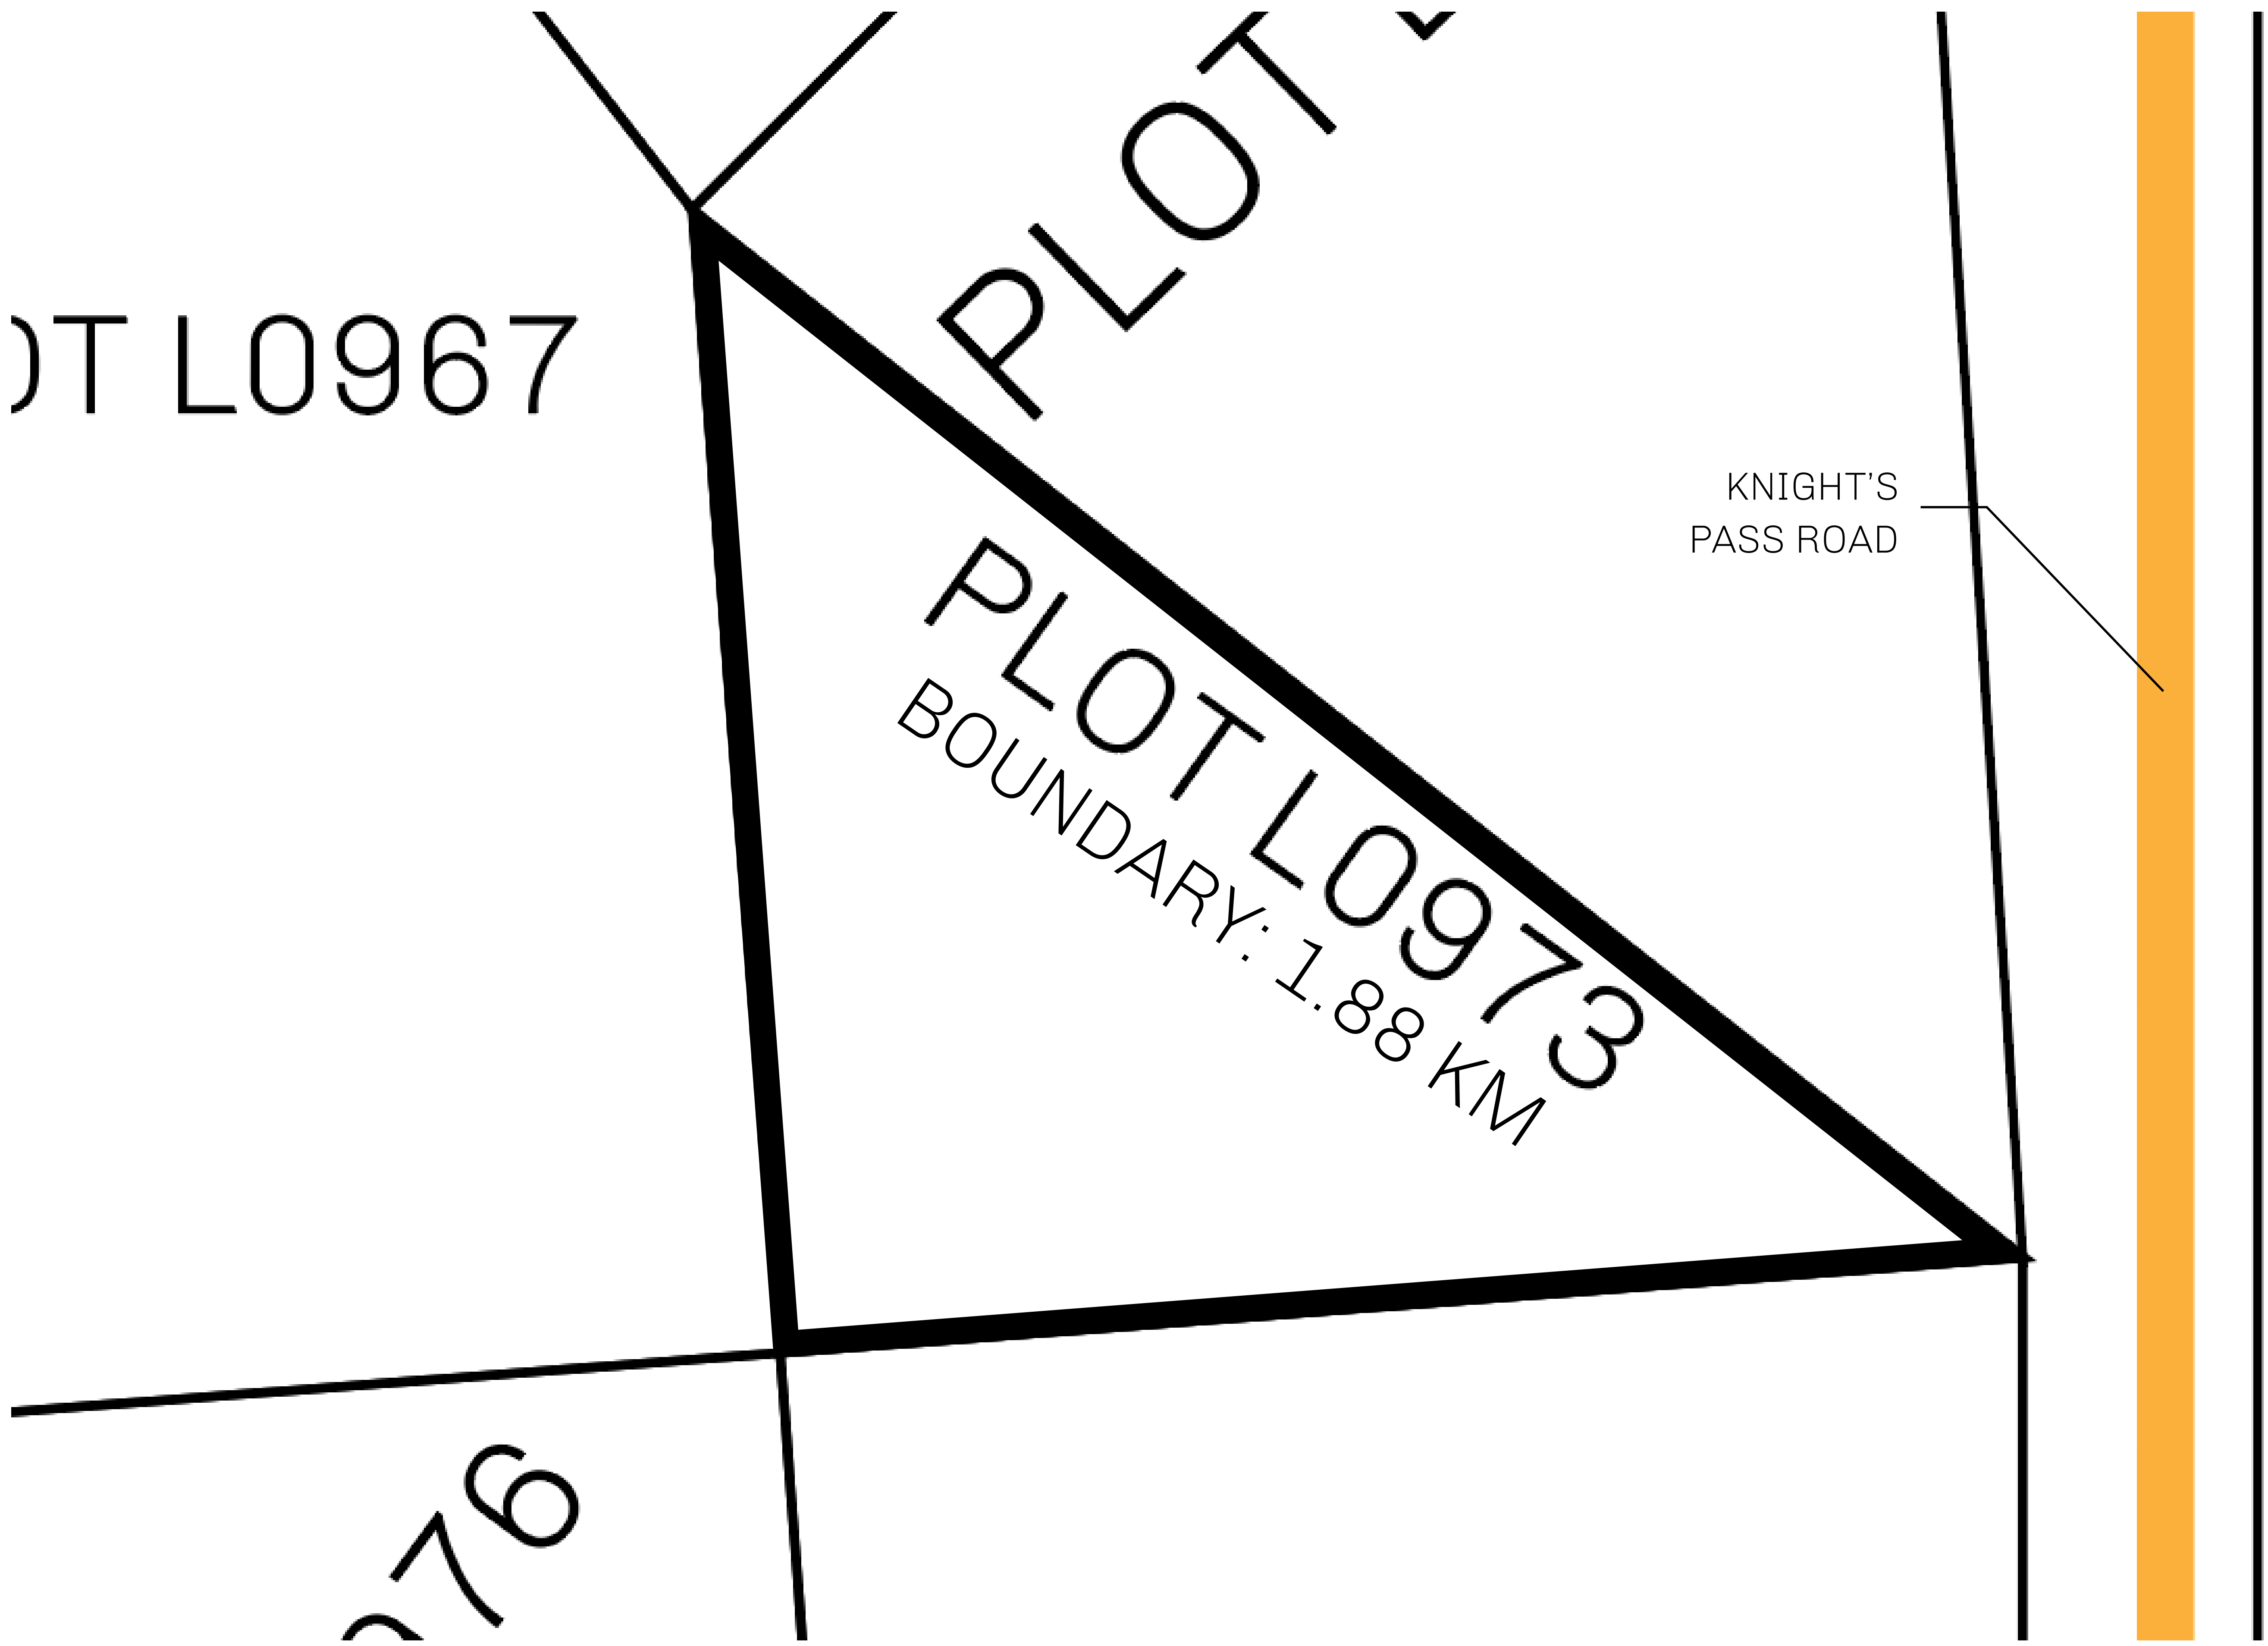 PLOT
OT L0967
KNIGHT'S
PASS ROAD
PLOT L0973
BOUNDARY: 1.88 KM
976